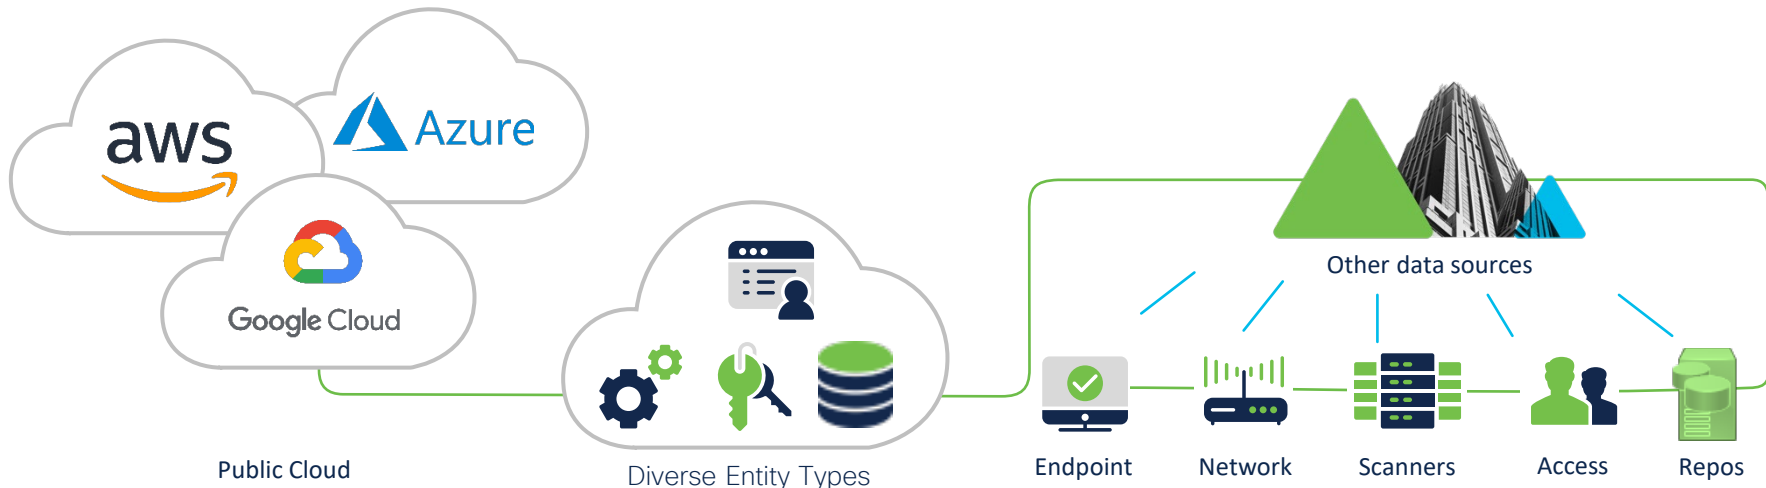 aws
Azure
Google Cloud
Public Cloud
Diverse Entity Types
Other data sources
Endpoint
Network
Scanners
Access
Repos